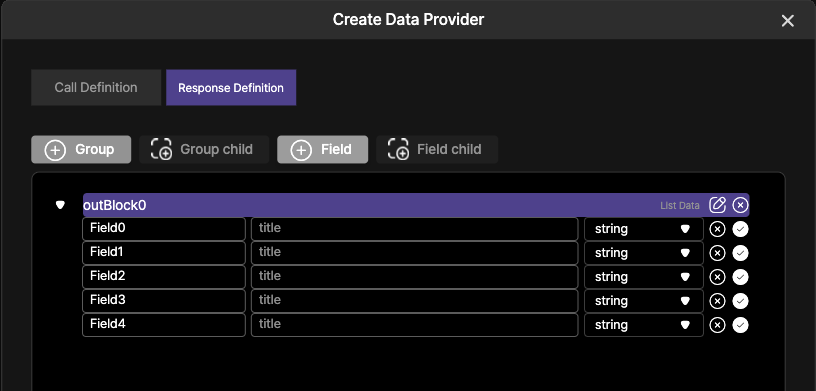 Create Data Provider
Call Definition Response Definition
Group Group child Field Field child
outBlock0 List Data
Field0 title string
Field1 title string
Field2 title string
Field3 title string
Field4 title string